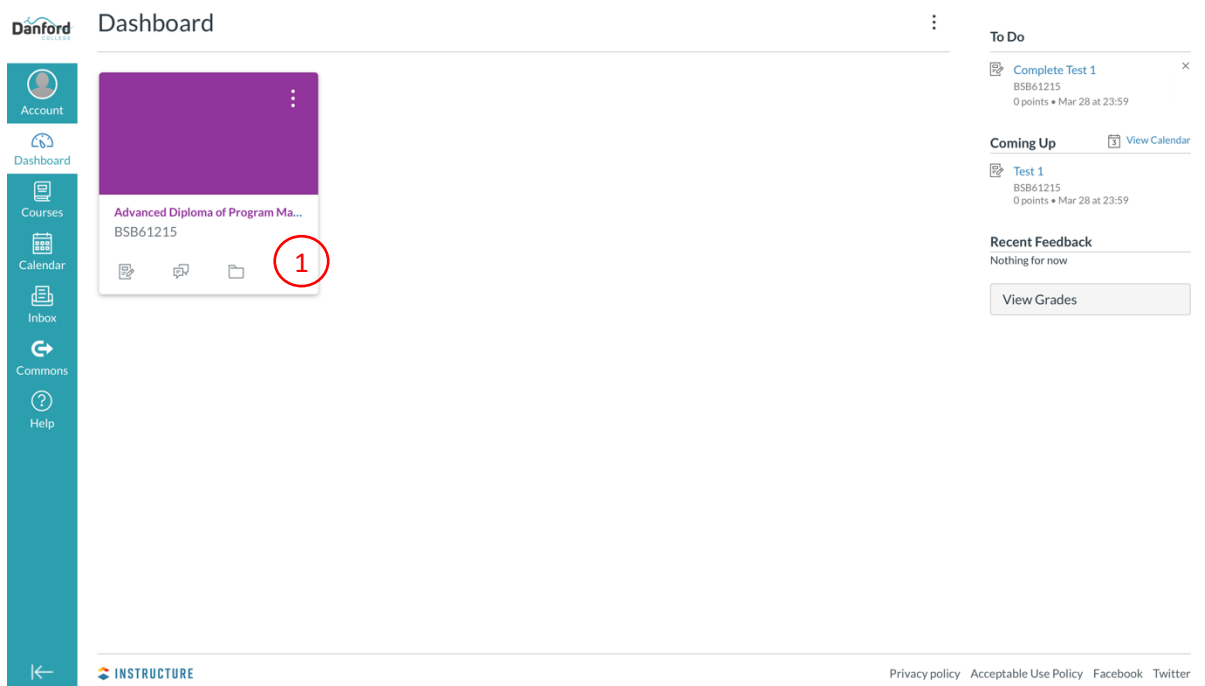 Danford
COLLEGE
Account
Dashboard
Courses
Calendar
Inbox
Commons
Help
Dashboard
Advanced Diploma of Program Ma...
BSB61215
1
To Do
Complete Test 1
BSB61215
0 points • Mar 28 at 23:59
Coming Up
3 View Calendar
Test 1
BSB61215
0 points • Mar 28 at 23:59
Recent Feedback
Nothing for now
View Grades
INSTRUCTURE
Privacy policy Acceptable Use Policy Facebook Twitter